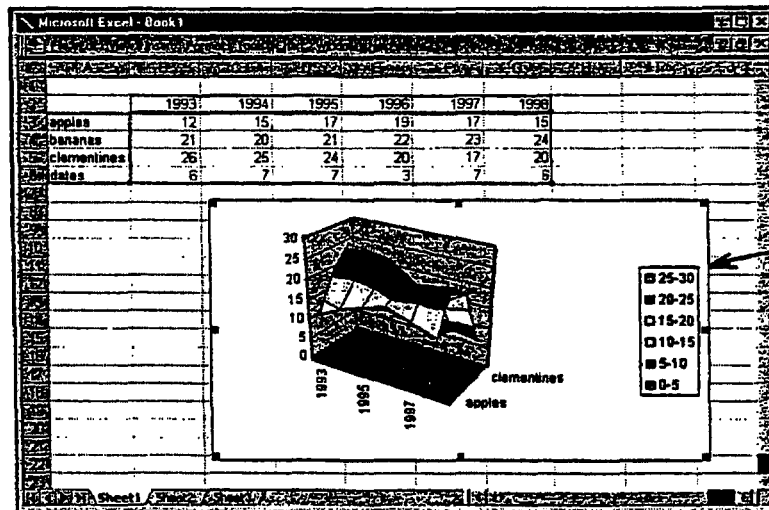 Microsoft Excel - Book1
1993 1994 1995 1996 1997 1998
apples 12 15 17 19 17 15
bananas 21 20 21 22 23 24
clementines 26 25 24 20 17 20
dates 6 7 7 3 7 6
30
25
20
15
10
5
0
1993
1995
1997
clementines
apples
25-30
20-25
15-20
10-15
5-10
0-5
Sheet1